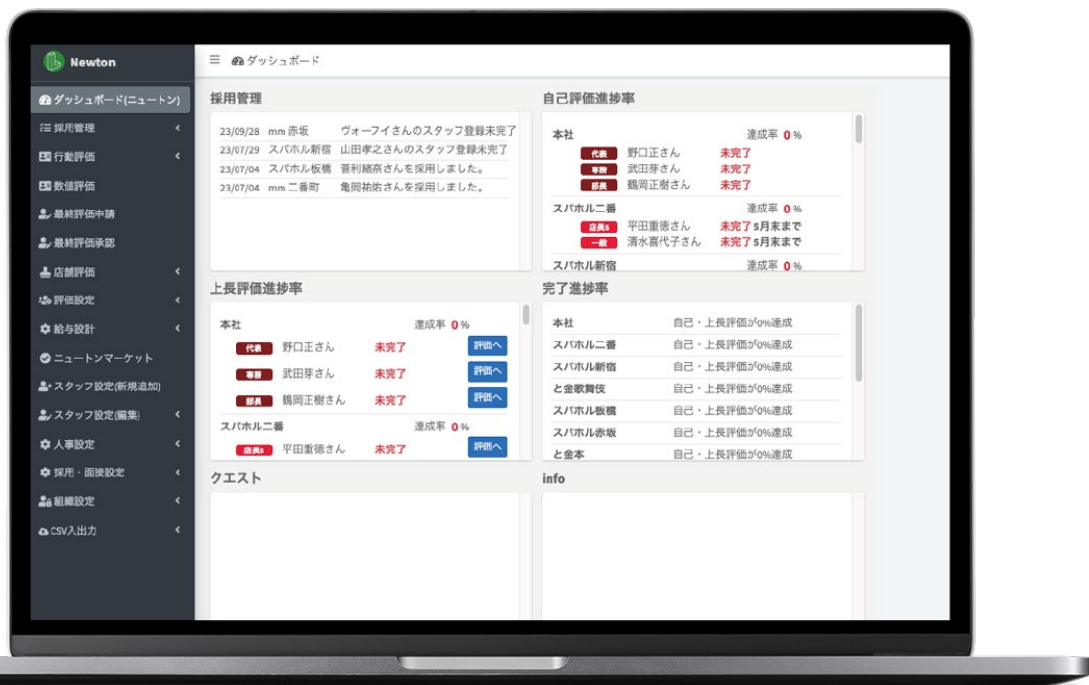 Newton
ダッシュボード
ダッシュボード(ニュートン)
採用管理
行動評価
数値評価
最終評価申請
最終評価承認
店舗評価
評価設定
給与設計
ニュートンマーケット
スタッフ設定(新規追加)
スタッフ設定(編集)
人事設定
採用・面接設定
組織設定
CSV入出力
採用管理
23/09/28 mm 赤坂 ヴォーフイさんのスタッフ登録未完了
23/07/29 スパホル新宿 山田孝之さんのスタッフ登録未完了
23/07/04 スパホル板橋 菅利緒奈さんを採用しました。
23/07/04 mm 二番町 亀岡祐佑さんを採用しました。
自己評価進捗率
本社 達成率 0 %
代表 野口正さん 未完了
専務 武田芽さん 未完了
部長 鶴岡正樹さん 未完了
スパホル二番 達成率 0 %
店長s 平田重徳さん 未完了 5月末まで
一般 清水喜代子さん 未完了 5月末まで
スパホル新宿 達成率 0 %
上長評価進捗率
本社 達成率 0 %
代表 野口正さん 未完了 評価へ
専務 武田芽さん 未完了 評価へ
部長 鶴岡正樹さん 未完了 評価へ
スパホル二番 達成率 0 %
店長s 平田重徳さん 未完了 評価へ
完了進捗率
本社 自己・上長評価が0%達成
スパホル二番 自己・上長評価が0%達成
スパホル新宿 自己・上長評価が0%達成
と金歌舞伎 自己・上長評価が0%達成
スパホル板橋 自己・上長評価が0%達成
スパホル赤坂 自己・上長評価が0%達成
と金本 自己・上長評価が0%達成
クエスト
info